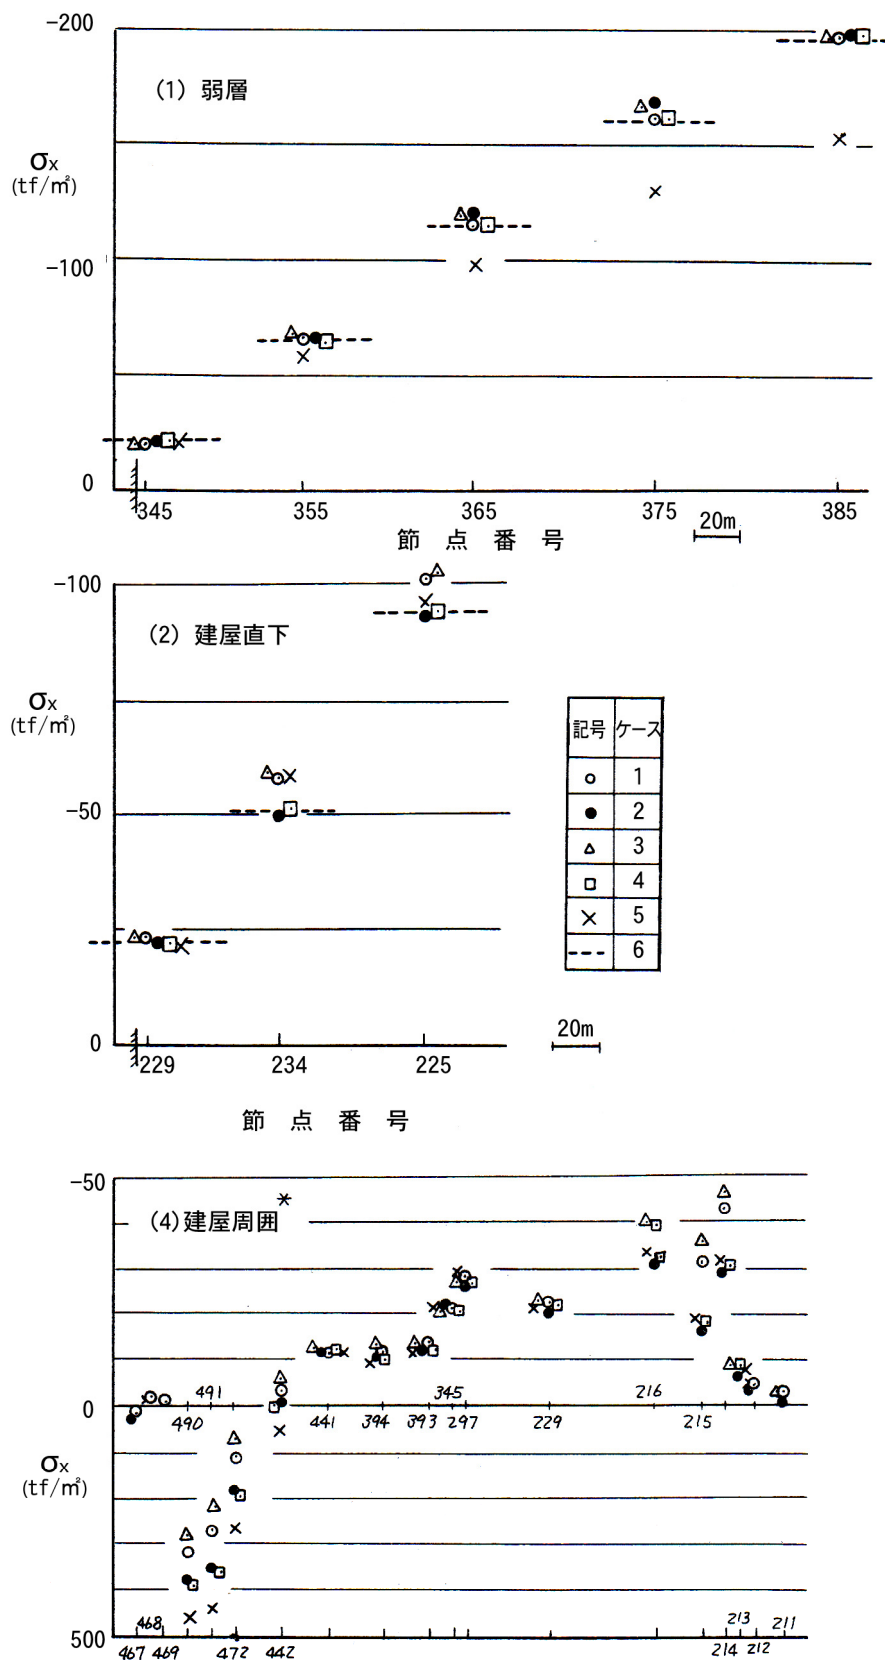 -200
(1) 弱層
σx
(tf/㎡)
-100
0
345 355 365 375 385
節 点 番 号
20m
-100
(2) 建屋直下
σx
(tf/㎡)
-50
0
229 234 225
節 点 番 号
20m
記号 ケース
1
2
3
4
5
6
-50
(4)建屋周囲
491 345 216
0
490 441 394 393 297 229 215
σx
(tf/㎡)
468 213 211
500
467 469 472 442 214 212